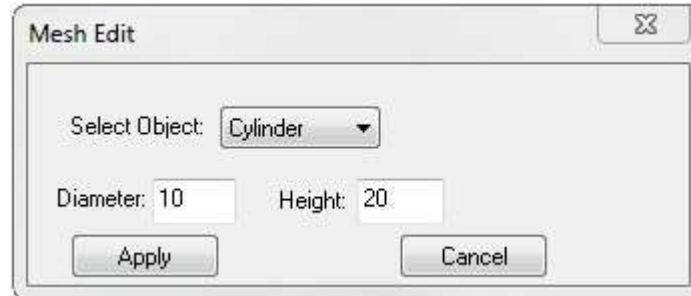 Mesh Edit
Select Object: Cylinder
Diameter: 10 Height: 20
Apply Cancel